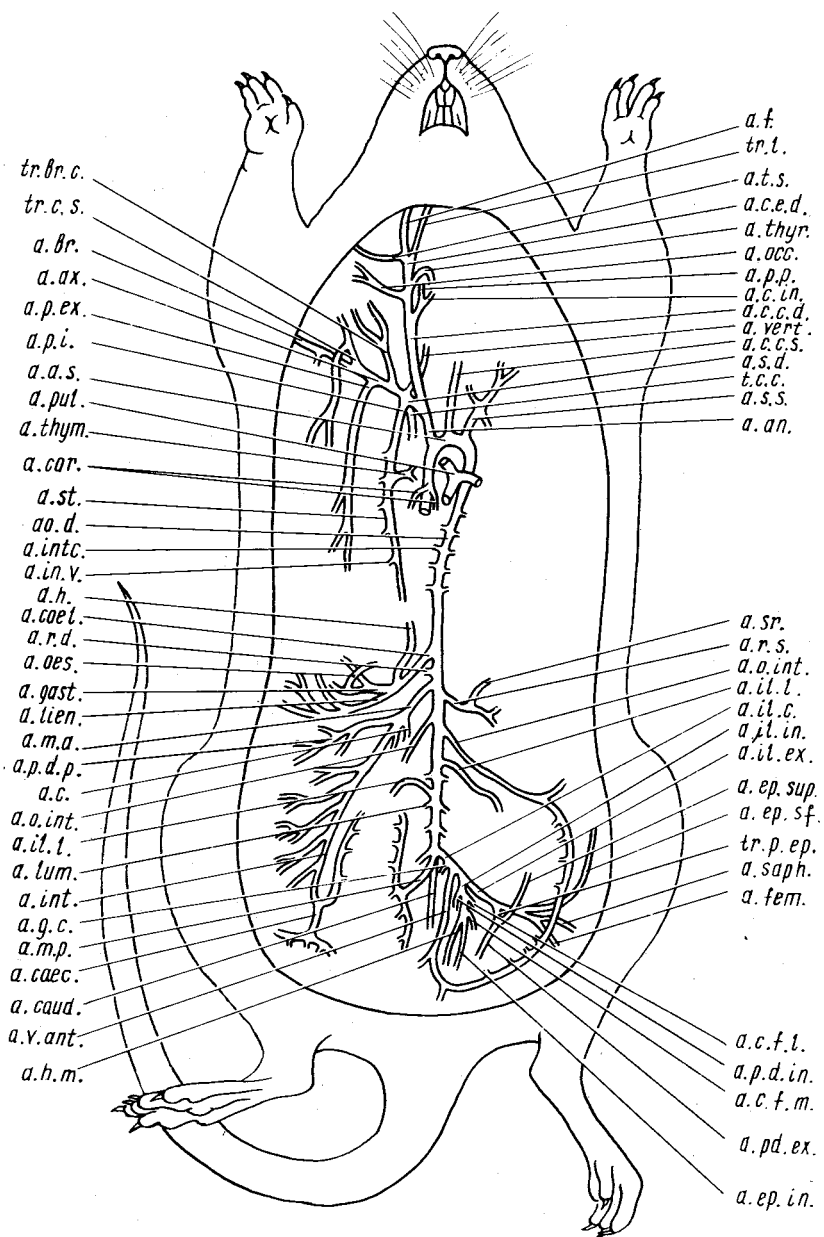 tr.br.c.
tr.c.s.
a.br.
a.ax.
a.p.ex.
a.p.i.
a.a.s.
a.pul.
a.thym.
a.cor.
a.st.
ao.d.
a.intc.
a.in.v.
a.h.
a.coel.
a.r.d.
a.oes.
a.gast.
a.lien.
a.m.a.
a.p.d.p.
a.c.
a.o.int.
a.il.l.
a.lum.
a.int.
a.g.c.
a.m.p.
a.caec.
a.caud.
a.v.ant.
a.h.m.
a.f.
tr.l.
a.t.s.
a.c.e.d.
a.thyr.
a.occ.
a.p.p.
a.c.in.
a.c.c.d.
a.vert.
a.c.c.s.
a.s.d.
t.c.c.
a.s.s.
a.an.
a.sr.
a.r.s.
a.o.int.
a.il.l.
a.il.c.
a.il.in.
a.il.ex.
a.ep.sup.
a.ep.sf.
tr.p.ep.
a.saph.
a.fem.
a.c.f.l.
a.p.d.in.
a.c.f.m.
a.pd.ex.
a.ep.in.